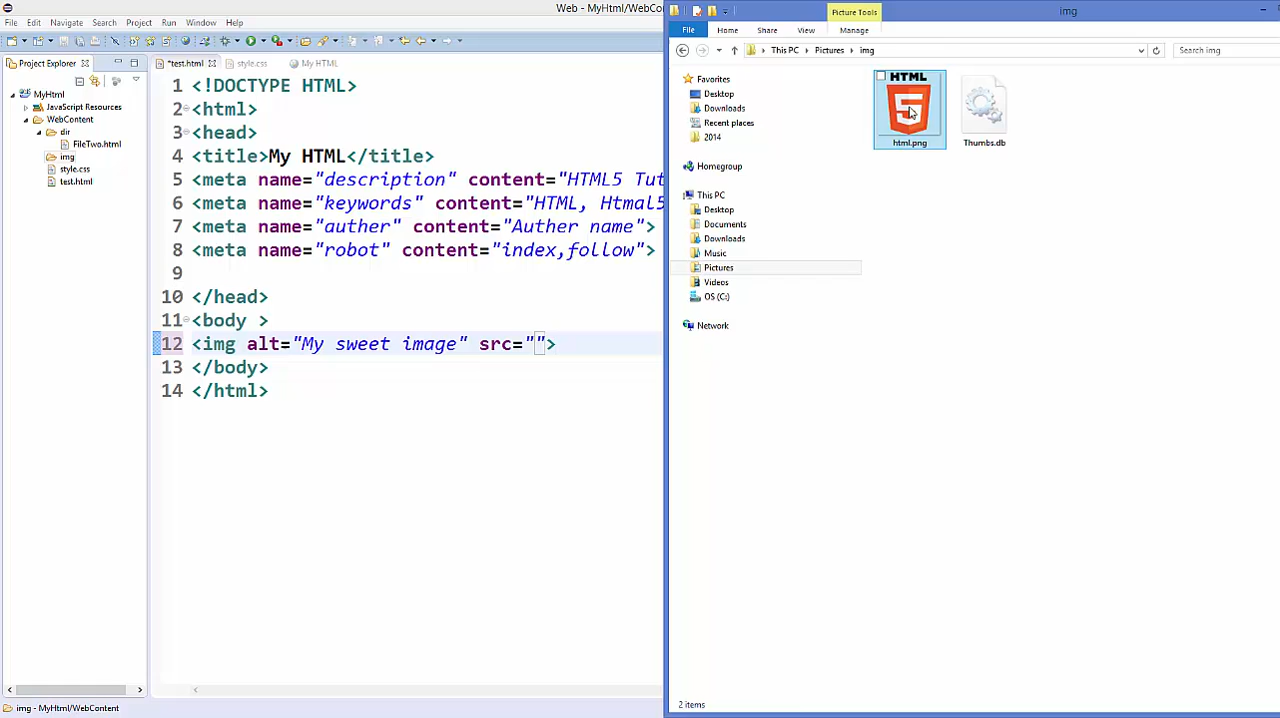 Web - MyHtml/WebCon
File Edit Navigate Search Project Run Window Help
Project Explorer
MyHtml
JavaScript Resources
WebContent
dir
FileTwo.html
img
style.css
test.html
*test.html style.css My HTML
1 <!DOCTYPE HTML>
2 <html>
3 <head>
4 <title>My HTML</title>
5 <meta name="description" content="HTML5 Tut
6 <meta name="keywords" content="HTML, Htmal5
7 <meta name="auther" content="Auther name">
8 <meta name="robot" content="index,follow">
9
10 </head>
11 <body >
12 <img alt="My sweet image" src="">
13 </body>
14 </html>
img - MyHtml/WebContent
Picture Tools
img
File Home Share View Manage
This PC Pictures img
Search img
Favorites
Desktop
Downloads
Recent places
2014
Homegroup
This PC
Desktop
Documents
Downloads
Music
Pictures
Videos
OS (C:)
Network
HTML
5
html.png
Thumbs.db
2 items